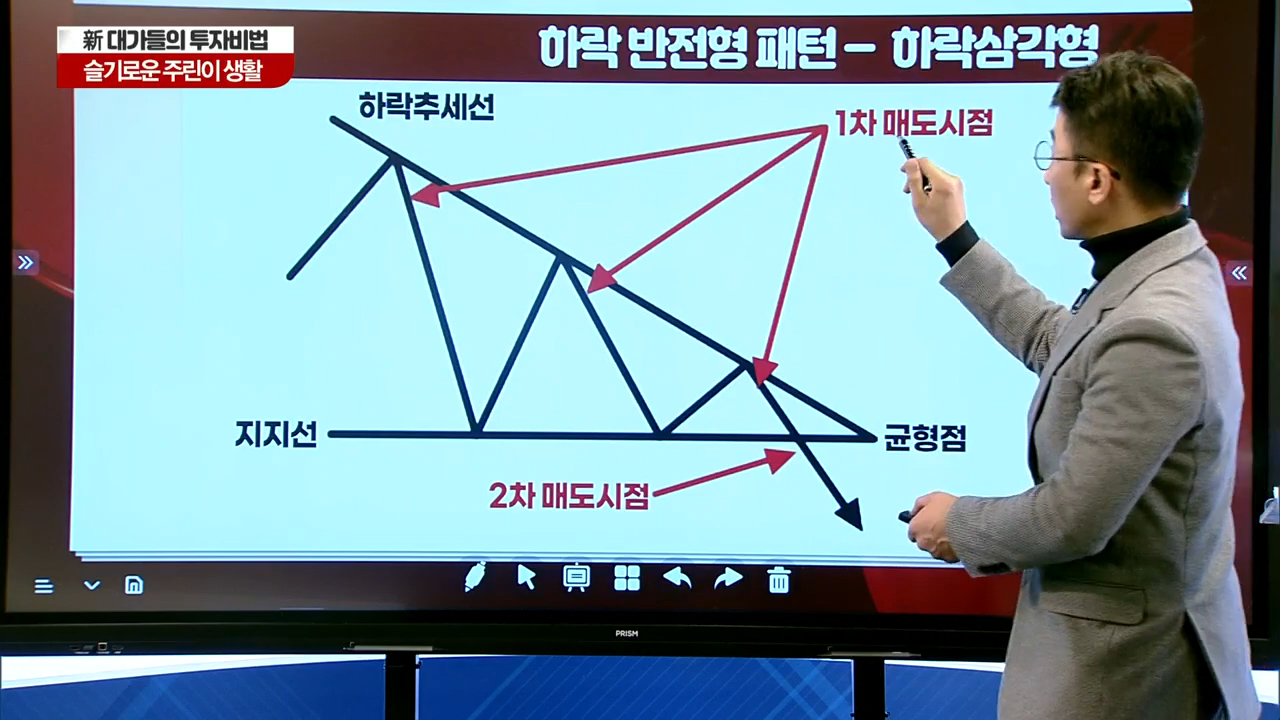 新 대가들의 투자비법
슬기로운 주린이 생활
하락 반전형 패턴 – 하락삼각형
하락추세선
1차 매도시점
지지선
균형점
2차 매도시점
PRISM